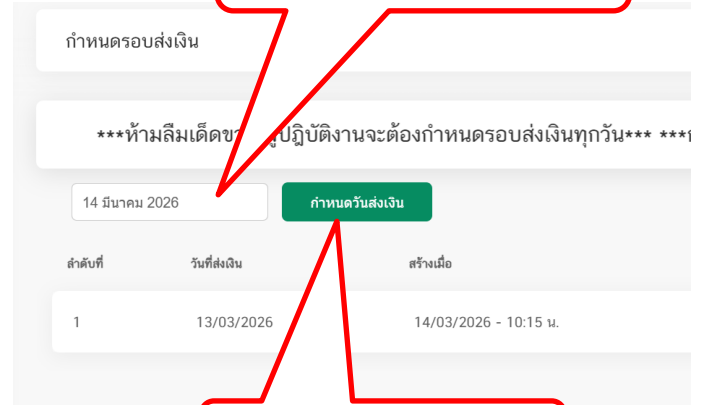 กำหนดรอบส่งเงิน
***ห้ามลืมเด็ดขาด ปฏิบัติงานจะต้องกำหนดรอบส่งเงินทุกวัน*** ***
14 มีนาคม 2026 กำหนดวันส่งเงิน
ลำดับที่ วันที่ส่งเงิน สร้างเมื่อ
1 13/03/2026 14/03/2026 - 10:15 น.